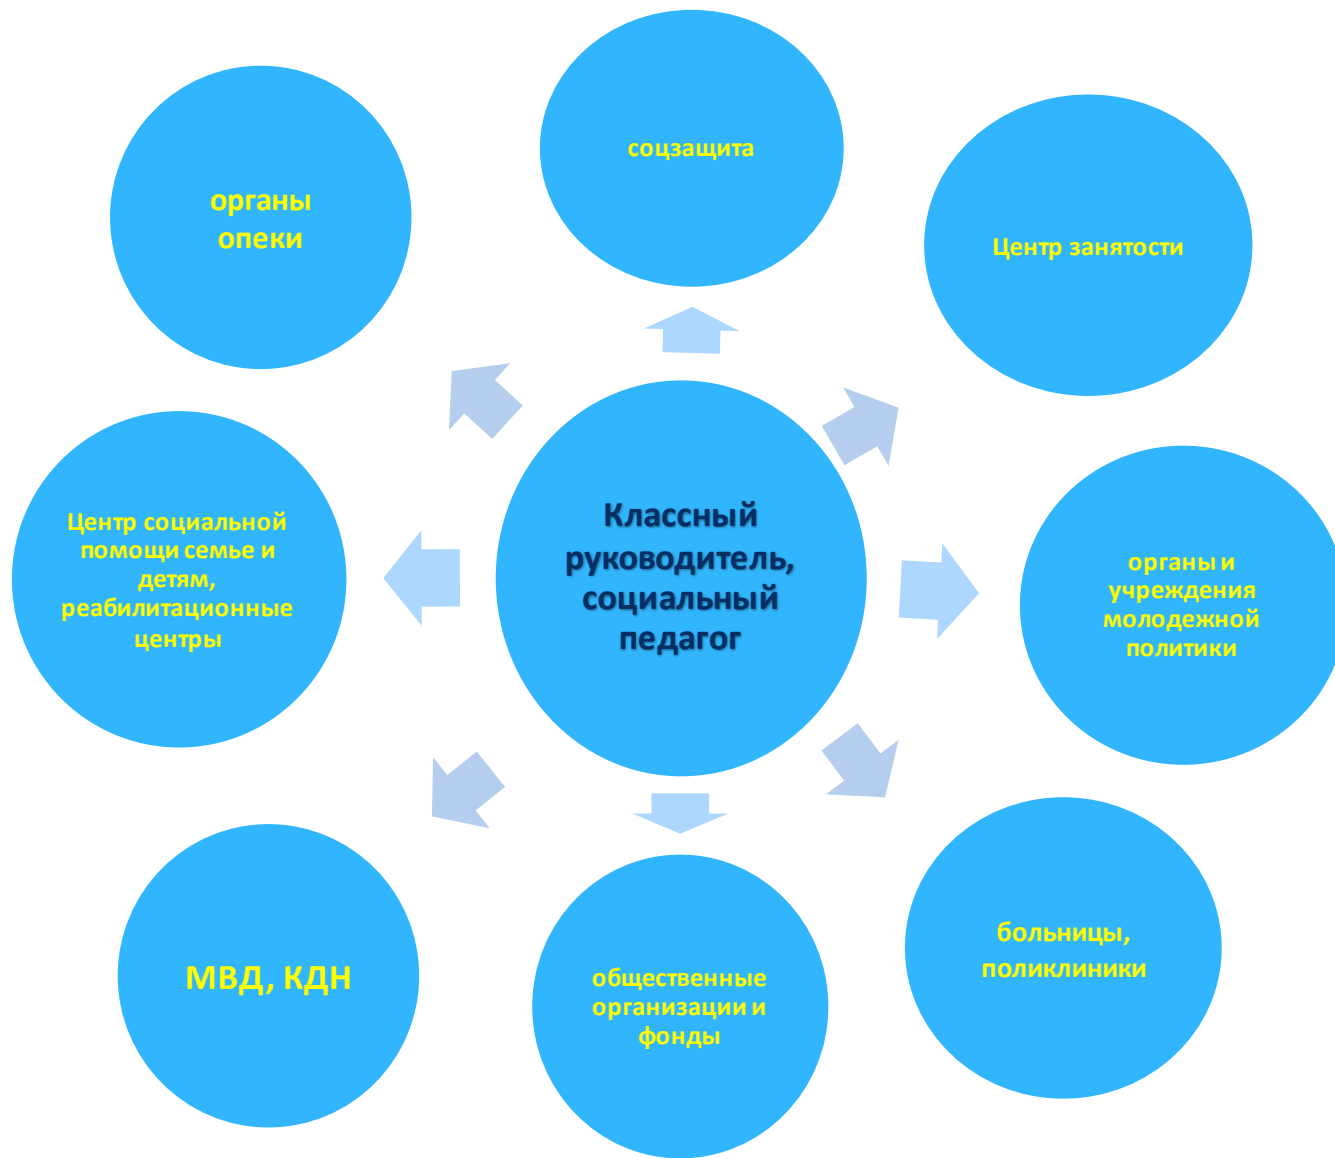 соцзащита
органы
опеки
Центр занятости
Центр социальной
помощи семье и
детям,
реабилитационные
центры
Классный
руководитель,
социальный
педагог
органы и
учреждения
молодежной
политики
МВД, КДН
общественные
организации и
фонды
больницы,
поликлиники